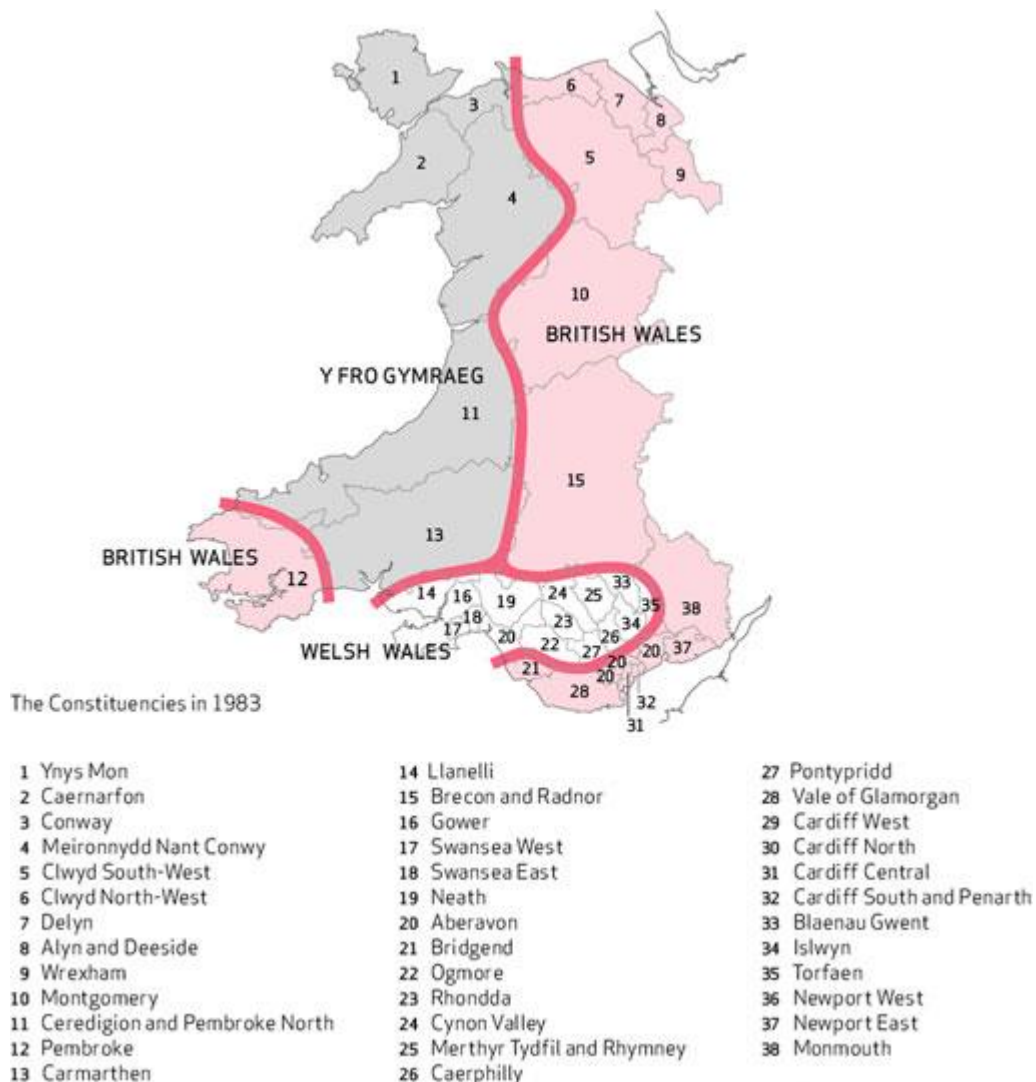 1
6
7
3
8
2
5
9
4
10
BRITISH WALES
Y FRO GYMRAEG
11
15
13
BRITISH WALES
12
14
16
19
24
25
33
35
38
18
23
34
17
20
22
26
WELSH WALES
27
20
20
37
21
20
28
32
31
The Constituencies in 1983
1 Ynys Mon
2 Caernarfon
3 Conway
4 Meironnydd Nant Conwy
5 Clwyd South-West
6 Clwyd North-West
7 Delyn
8 Alyn and Deeside
9 Wrexham
10 Montgomery
11 Ceredigion and Pembroke North
12 Pembroke
13 Carmarthen
14 Llanelli
15 Brecon and Radnor
16 Gower
17 Swansea West
18 Swansea East
19 Neath
20 Aberavon
21 Bridgend
22 Ogmore
23 Rhondda
24 Cynon Valley
25 Merthyr Tydfil and Rhymney
26 Caerphilly
27 Pontypridd
28 Vale of Glamorgan
29 Cardiff West
30 Cardiff North
31 Cardiff Central
32 Cardiff South and Penarth
33 Blaenau Gwent
34 Islwyn
35 Torfaen
36 Newport West
37 Newport East
38 Monmouth